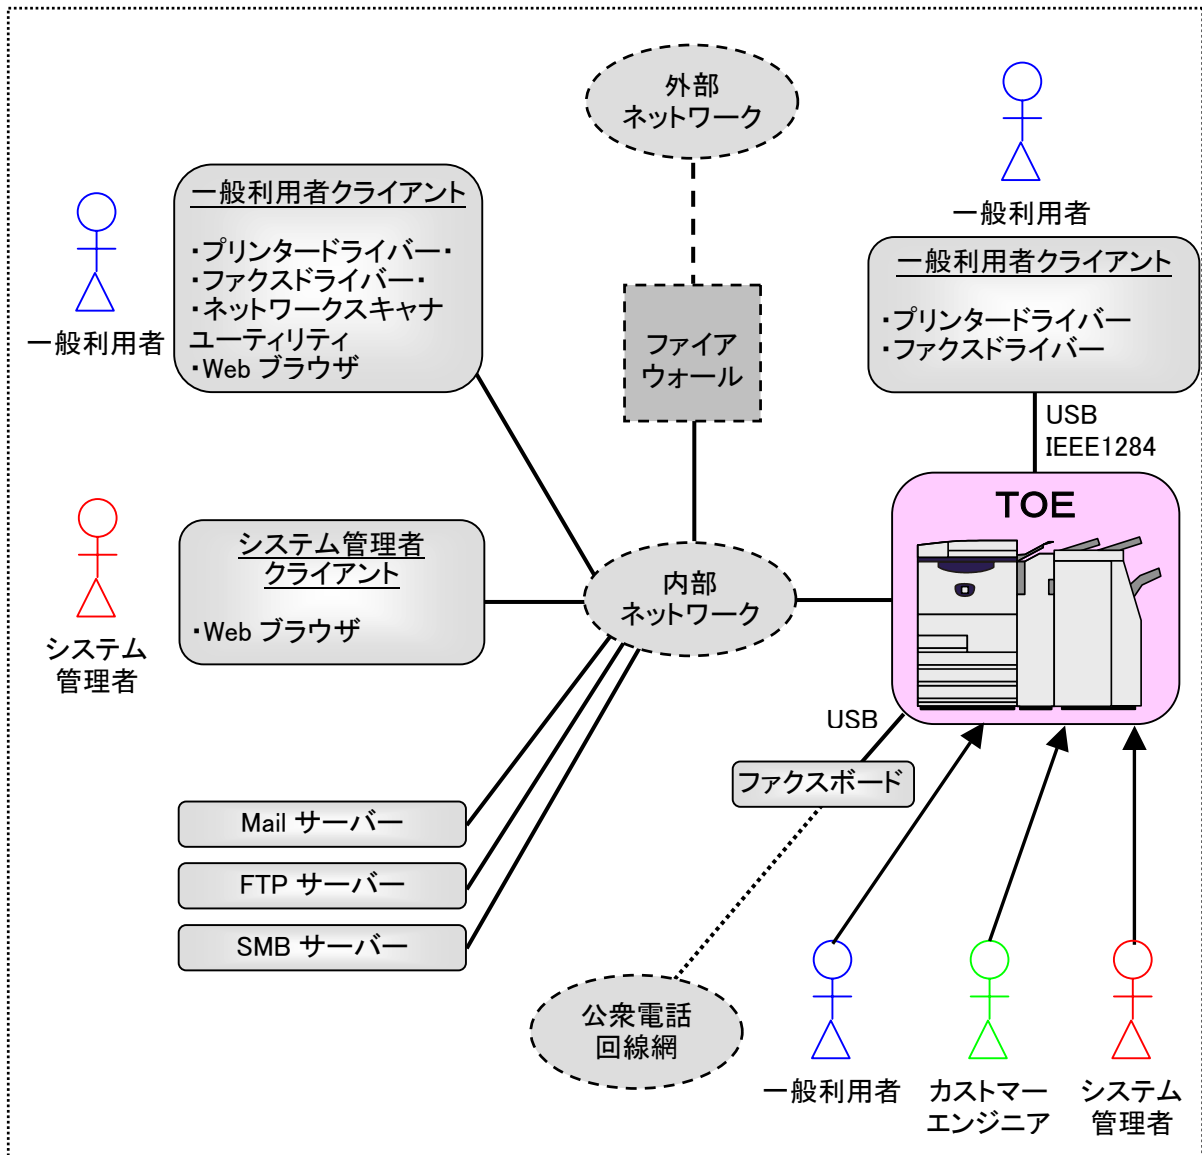 外部
ネットワーク
一般利用者
一般利用者クライアント
・プリンタードライバー・
・ファクスドライバー・
・ネットワークスキャナ
ユーティリティ
・Web ブラウザ
一般利用者
一般利用者クライアント
・プリンタードライバー
・ファクスドライバー
ファイア
ウォール
USB
IEEE1284
TOE
システム管理者
クライアント
・Web ブラウザ
システム
管理者
内部
ネットワーク
USB
ファクスボード
Mail サーバー
FTP サーバー
SMB サーバー
公衆電話
回線網
一般利用者
カストマー
エンジニア
システム
管理者